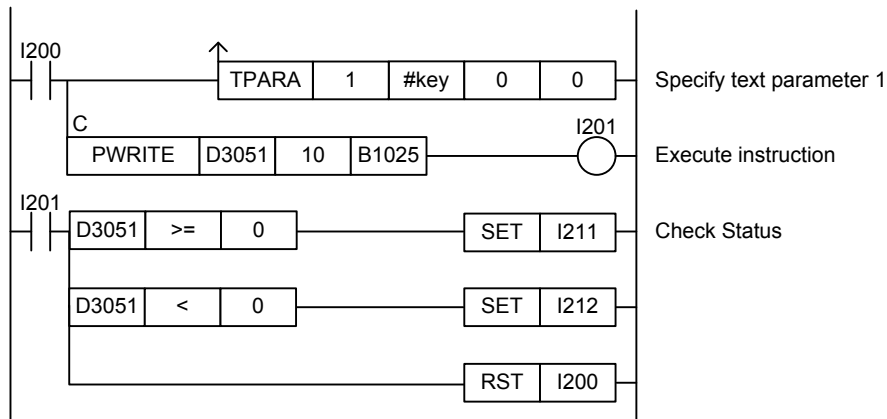 I200
TPARA 1 #key 0 0 Specify text parameter 1
C I201
PWRITE D3051 10 B1025 Execute instruction
I201
D3051 >= 0 SET I211 Check Status
D3051 < 0 SET I212
RST I200